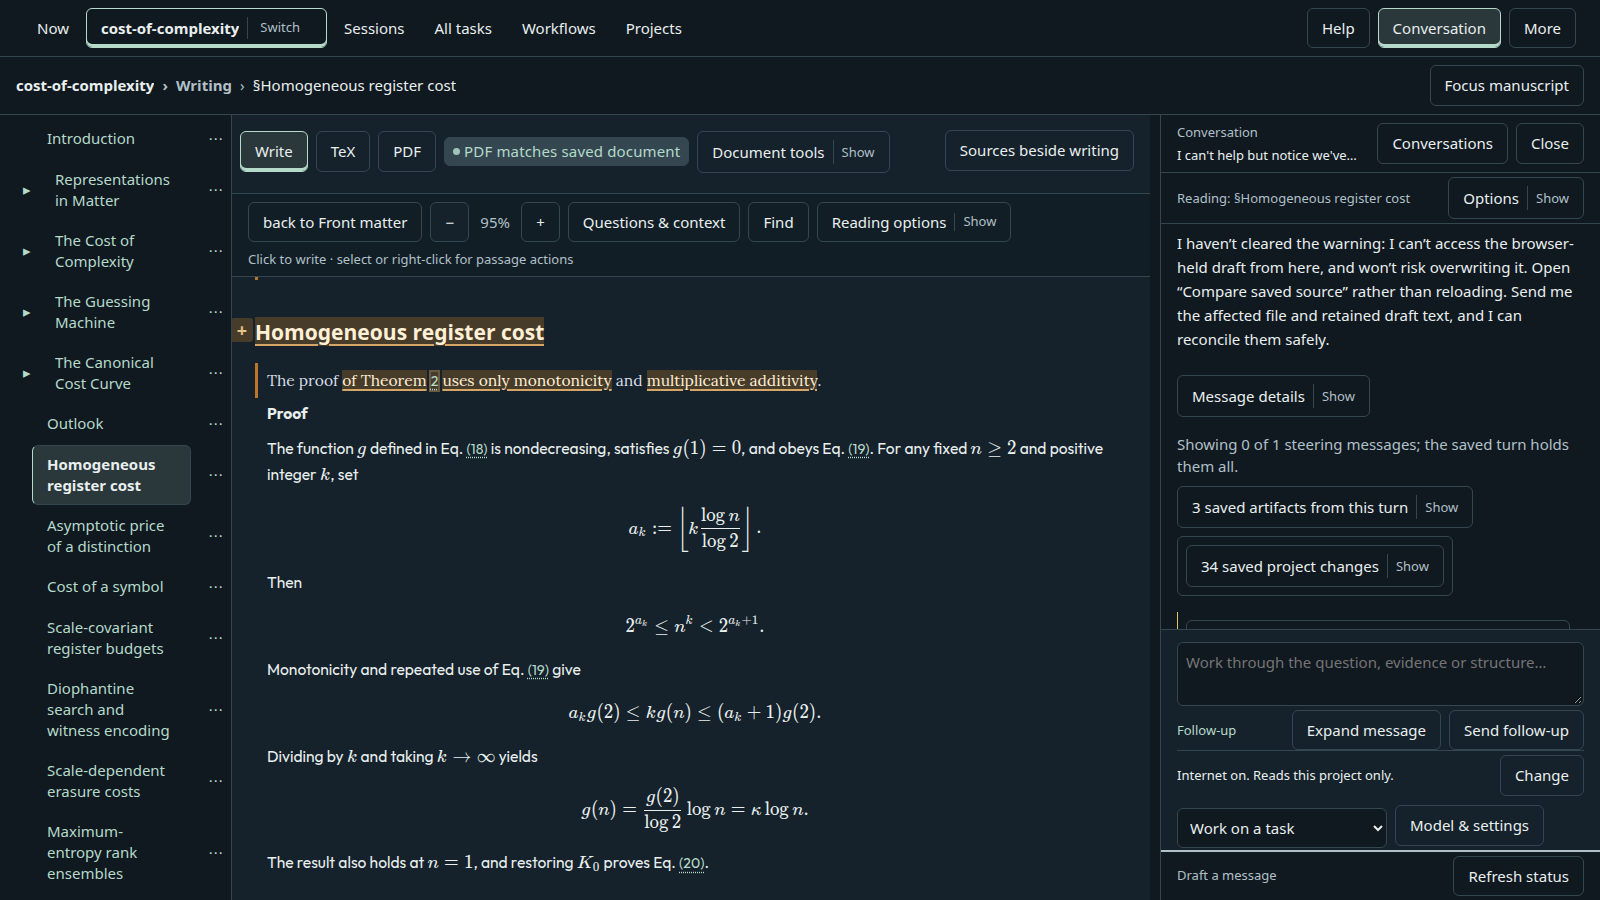 Now cost-of-complexity Switch Sessions All tasks Workflows Projects Help Conversation More
cost-of-complexity › Writing › §Homogeneous register cost Focus manuscript
Introduction ...
▸ Representations in Matter ...
▸ The Cost of Complexity ...
▸ The Guessing Machine ...
▸ The Canonical Cost Curve ...
Outlook ...
Homogeneous register cost ...
Asymptotic price of a distinction ...
Cost of a symbol ...
Scale-covariant register budgets ...
Diophantine search and witness encoding ...
Scale-dependent erasure costs ...
Maximum-entropy rank ensembles ...
Write TeX PDF PDF matches saved document Document tools Show Sources beside writing
back to Front matter − 95% + Questions & context Find Reading options Show
Click to write · select or right-click for passage actions
+ Homogeneous register cost
The proof of Theorem 2 uses only monotonicity and multiplicative additivity.
Proof
The function g defined in Eq. (18) is nondecreasing, satisfies g(1) = 0, and obeys Eq. (19). For any fixed n ≥ 2 and positive
integer k, set
a_k := ⌊k log n / log 2⌋.
Then
2^{a_k} ≤ n^k < 2^{a_k+1}.
Monotonicity and repeated use of Eq. (19) give
a_k g(2) ≤ kg(n) ≤ (a_k + 1)g(2).
Dividing by k and taking k → ∞ yields
g(n) = g(2) / log 2 log n = κ log n.
The result also holds at n = 1, and restoring K_0 proves Eq. (20).
Conversation
I can't help but notice we've... Conversations Close
Reading: §Homogeneous register cost Options Show
I haven't cleared the warning: I can't access the browser-
held draft from here, and won't risk overwriting it. Open
"Compare saved source" rather than reloading. Send me
the affected file and retained draft text, and I can
reconcile them safely.
Message details Show
Showing 0 of 1 steering messages; the saved turn holds
them all.
3 saved artifacts from this turn Show
34 saved project changes Show
Work through the question, evidence or structure...
Follow-up Expand message Send follow-up
Internet on. Reads this project only. Change
Work on a task Model & settings
Draft a message Refresh status